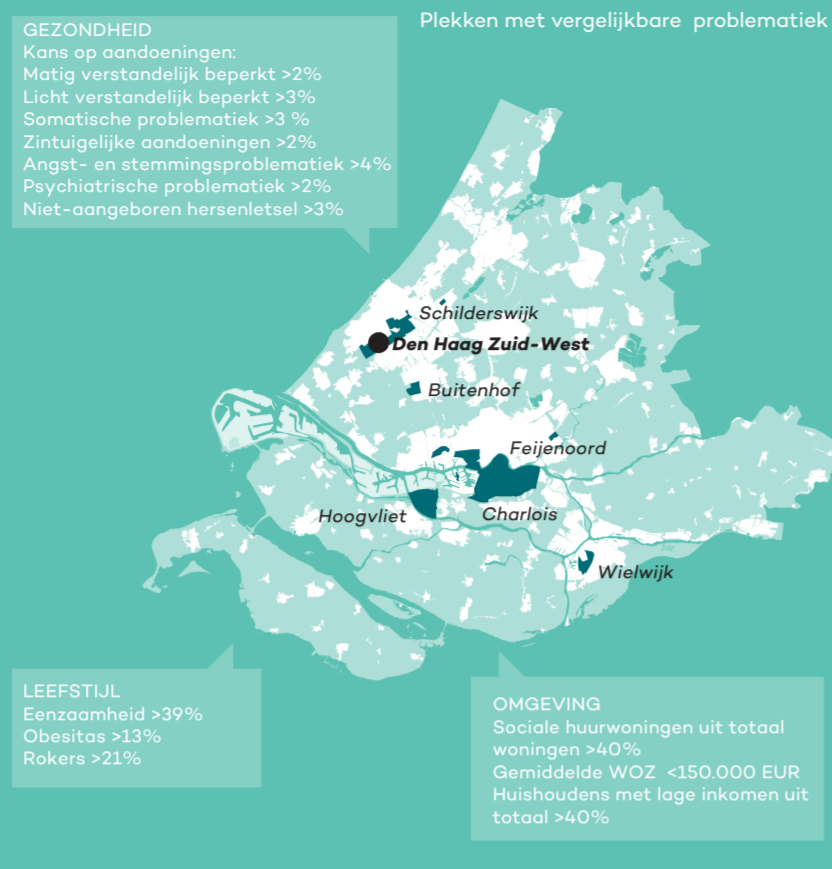 Plekken met vergelijkbare problematiek
GEZONDHEID
Kans op aandoeningen:
Matig verstandelijk beperkt >2%
Licht verstandelijk beperkt >3%
Somatische problematiek >3 %
Zintuigelijke aandoeningen >2%
Angst- en stemmingsproblematiek >4%
Psychiatrische problematiek >2%
Niet-aangeboren hersenletsel >3%
Schilderswijk
Den Haag Zuid-West
Buitenhof
Feijenoord
Hoogvliet
Charlois
Wielwijk
LEEFSTIJL
Eenzaamheid >39%
Obesitas >13%
Rokers >21%
OMGEVING
Sociale huurwoningen uit totaal
woningen >40%
Gemiddelde WOZ <150.000 EUR
Huishoudens met lage inkomen uit
totaal >40%